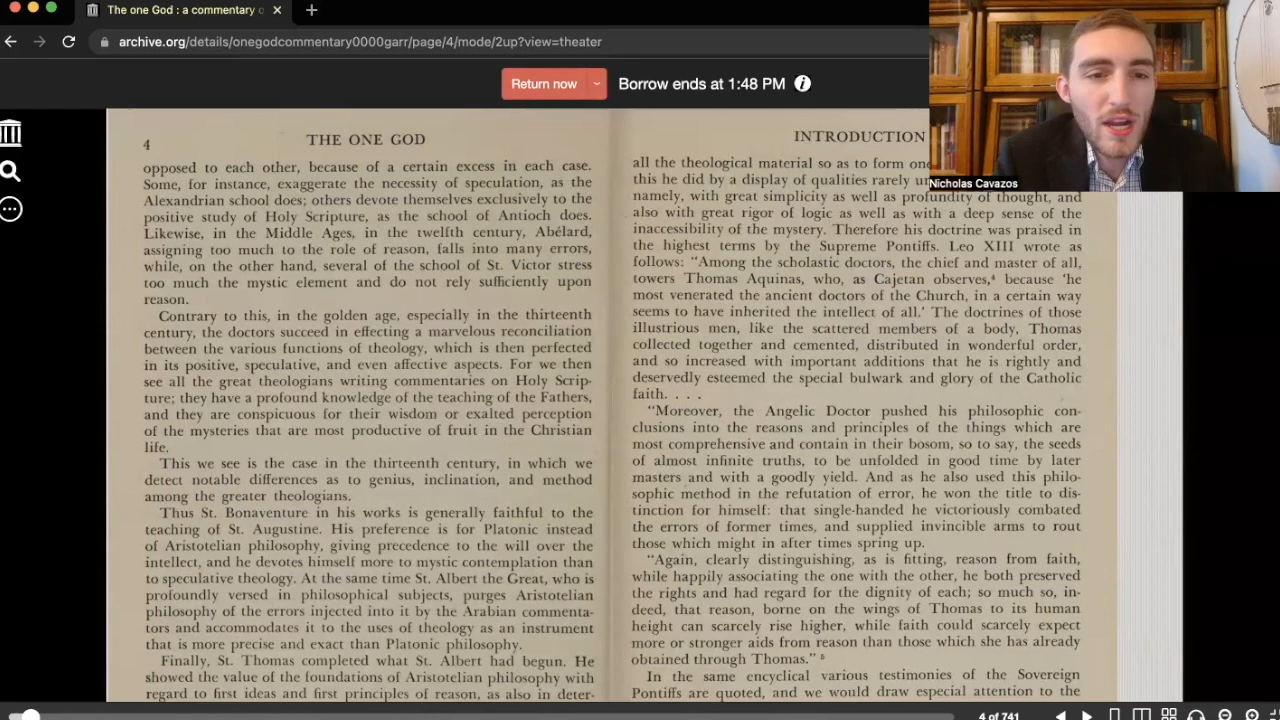 The one God : a commentary o
archive.org/details/onegodcommentary0000garr/page/4/mode/2up?view=theater
Return now
Borrow ends at 1:48 PM
Nicholas Cavazos
4
THE ONE GOD
opposed to each other, because of a certain excess in each case.
Some, for instance, exaggerate the necessity of speculation, as the
Alexandrian school does; others devote themselves exclusively to the
positive study of Holy Scripture, as the school of Antioch does.
Likewise, in the Middle Ages, in the twelfth century, Abélard,
assigning too much to the role of reason, falls into many errors,
while, on the other hand, several of the school of St. Victor stress
too much the mystic element and do not rely sufficiently upon
reason.
Contrary to this, in the golden age, especially in the thirteenth
century, the doctors succeed in effecting a marvelous reconciliation
between the various functions of theology, which is then perfected
in its positive, speculative, and even affective aspects. For we then
see all the great theologians writing commentaries on Holy Scrip-
ture; they have a profound knowledge of the teaching of the Fathers,
and they are conspicuous for their wisdom or exalted perception
of the mysteries that are most productive of fruit in the Christian
life.
This we see is the case in the thirteenth century, in which we
detect notable differences as to genius, inclination, and method
among the greater theologians.
Thus St. Bonaventure in his works is generally faithful to the
teaching of St. Augustine. His preference is for Platonic instead
of Aristotelian philosophy, giving precedence to the will over the
intellect, and he devotes himself more to mystic contemplation than
to speculative theology. At the same time St. Albert the Great, who is
profoundly versed in philosophical subjects, purges Aristotelian
philosophy of the errors injected into it by the Arabian commenta-
tors and accommodates it to the uses of theology as an instrument
that is more precise and exact than Platonic philosophy.
Finally, St. Thomas completed what St. Albert had begun. He
showed the value of the foundations of Aristotelian philosophy with
regard to first ideas and first principles of reason, as also in deter-
INTRODUCTION
all the theological material so as to form one
this he did by a display of qualities rarely
namely, with great simplicity as well as profundity of thought, and
also with great rigor of logic as well as with a deep sense of the
inaccessibility of the mystery. Therefore his doctrine was praised in
the highest terms by the Supreme Pontiffs. Leo XIII wrote as
follows: “Among the scholastic doctors, the chief and master of all,
towers Thomas Aquinas, who, as Cajetan observes,⁴ because ‘he
most venerated the ancient doctors of the Church, in a certain way
seems to have inherited the intellect of all.’ The doctrines of those
illustrious men, like the scattered members of a body, Thomas
collected together and cemented, distributed in wonderful order,
and so increased with important additions that he is rightly and
deservedly esteemed the special bulwark and glory of the Catholic
faith. . . .
“Moreover, the Angelic Doctor pushed his philosophic con-
clusions into the reasons and principles of the things which are
most comprehensive and contain in their bosom, so to say, the seeds
of almost infinite truths, to be unfolded in good time by later
masters and with a goodly yield. And as he also used this philo-
sophic method in the refutation of error, he won the title to dis-
tinction for himself: that single-handed he victoriously combated
the errors of former times, and supplied invincible arms to rout
those which might in after times spring up.
“Again, clearly distinguishing, as is fitting, reason from faith,
while happily associating the one with the other, he both preserved
the rights and had regard for the dignity of each; so much so, in-
deed, that reason, borne on the wings of Thomas to its human
height can scarcely rise higher, while faith could scarcely expect
more or stronger aids from reason than those which she has already
obtained through Thomas.” ⁵
In the same encyclical various testimonies of the Sovereign
Pontiffs are quoted, and we would draw especial attention to the
4 of 741